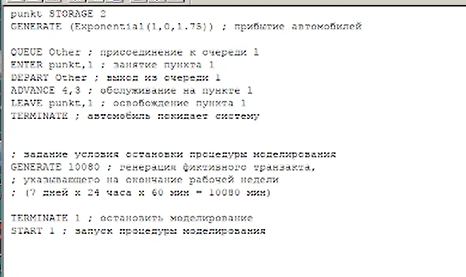 punkt STORAGE 2
GENERATE (Exponential(1,0,1.75)) ; прибытие автомобилей
QUEUE Other ; присоединение к очереди 1
ENTER punkt,1 ; занятие пункта 1
DEPART Other ; выход из очереди 1
ADVANCE 4,3 ; обслуживание на пункте 1
LEAVE punkt,1 ; освобождение пункта 1
TERMINATE ; автомобиль покидает систему
; задание условия остановки процедуры моделирования
GENERATE 10080 ; генерация фиктивного транзакта,
; указывающего на окончание рабочей недели
; (7 дней x 24 часа x 60 мин = 10080 мин)
TERMINATE 1 ; остановить моделирование
START 1 ; запуск процедуры моделирования